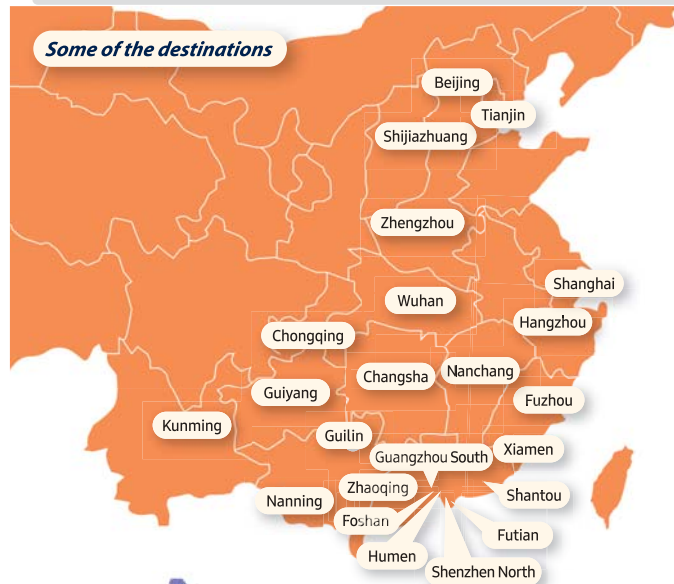 Some of the destinations
Beijing
Tianjin
Shijiazhuang
Zhengzhou
Shanghai
Wuhan
Hangzhou
Chongqing
Nanchang
Changsha
Guiyang
Fuzhou
Kunming
Guilin
Xiamen
Guangzhou South
Zhaoqing
Shantou
Nanning
Foshan
Futian
Humen
Shenzhen North